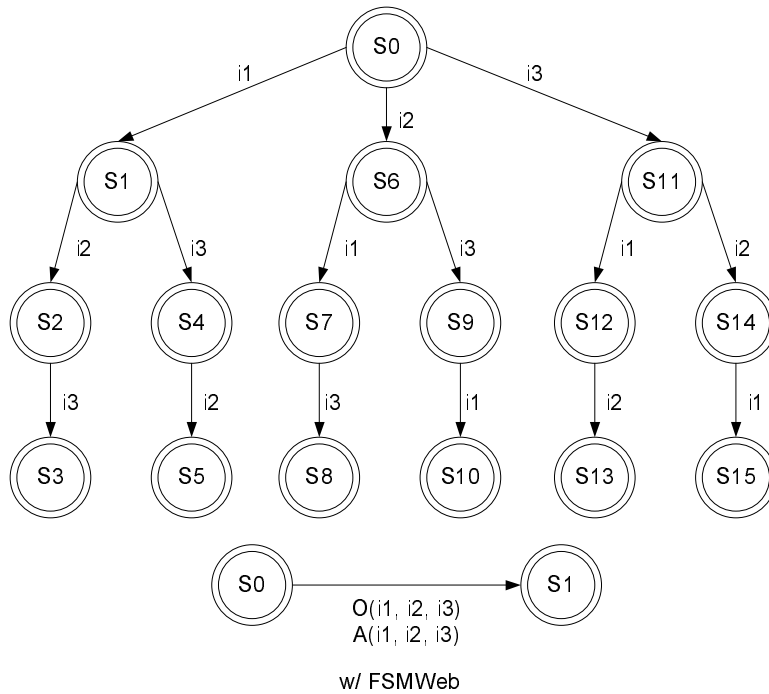 S0
i1
i2
i3
S1
S6
S11
i2
i3
i1
i3
i1
i2
S2
S4
S7
S9
S12
S14
i3
i2
i3
i1
i2
i1
S3
S5
S8
S10
S13
S15
S0
S1
O(i1, i2, i3)
A(i1, i2, i3)
w/ FSMWeb